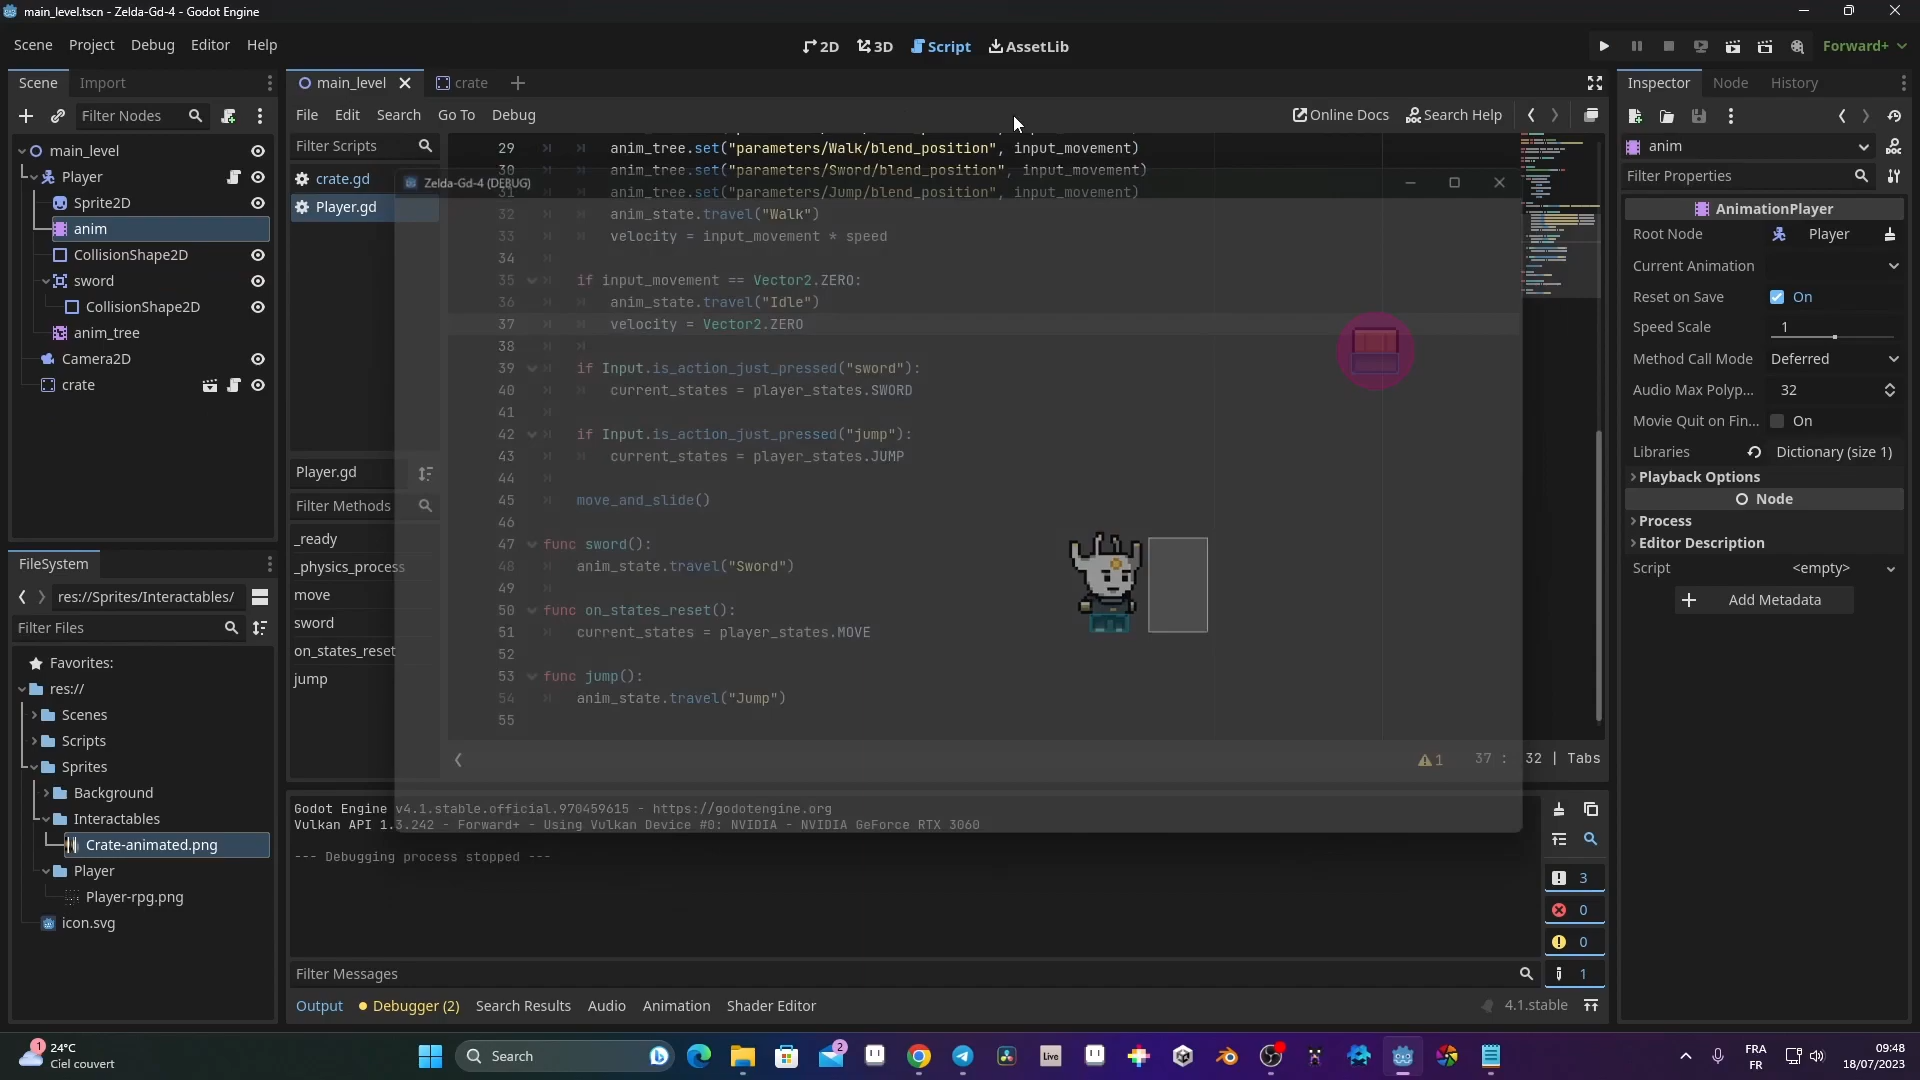 main_level.tscn - Zelda-Gd-4 - Godot Engine
Scene Project Debug Editor Help
2D 3D Script AssetLib
Forward+
Scene Import
Filter Nodes
main_level
Player
Sprite2D
anim
CollisionShape2D
sword
CollisionShape2D
anim_tree
Camera2D
crate
FileSystem
res://Sprites/Interactables/
Filter Files
Favorites:
res://
Scenes
Scripts
Sprites
Background
Interactables
Crate-animated.png
Player
Player-rpg.png
icon.svg
main_level crate
File Edit Search Go To Debug
Online Docs Search Help
Filter Scripts
crate.gd
Player.gd
Player.gd
Filter Methods
_ready
_physics_process
move
sword
on_states_reset
jump
Zelda-Gd-4 (DEBUG)
29 anim_tree.set("parameters/Walk/blend_position", input_movement)
30 anim_tree.set("parameters/Sword/blend_position", input_movement)
31 anim_tree.set("parameters/Jump/blend_position", input_movement)
32 anim_state.travel("Walk")
33 velocity = input_movement * speed
34
35 if input_movement == Vector2.ZERO:
36 anim_state.travel("Idle")
37 velocity = Vector2.ZERO
38
39 if Input.is_action_just_pressed("sword"):
40 current_states = player_states.SWORD
41
42 if Input.is_action_just_pressed("jump"):
43 current_states = player_states.JUMP
44
45 move_and_slide()
46
47 func sword():
48 anim_state.travel("Sword")
49
50 func on_states_reset():
51 current_states = player_states.MOVE
52
53 func jump():
54 anim_state.travel("Jump")
55
1 37 : 32 | Tabs
Godot Engine v4.1.stable.official.970459615 - https://godotengine.org
Vulkan API 1.3.242 - Forward+ - Using Vulkan Device #0: NVIDIA - NVIDIA GeForce RTX 3060
--- Debugging process stopped ---
3
0
0
1
Filter Messages
Output Debugger (2) Search Results Audio Animation Shader Editor
4.1.stable
Inspector Node History
anim
Filter Properties
AnimationPlayer
Root Node Player
Current Animation
Reset on Save On
Speed Scale 1
Method Call Mode Deferred
Audio Max Polyp... 32
Movie Quit on Fin... On
Libraries Dictionary (size 1)
Playback Options
Node
Process
Editor Description
Script <empty>
Add Metadata
1 24°C
Ciel couvert
Search
2
Live
FRA
FR
09:48
18/07/2023